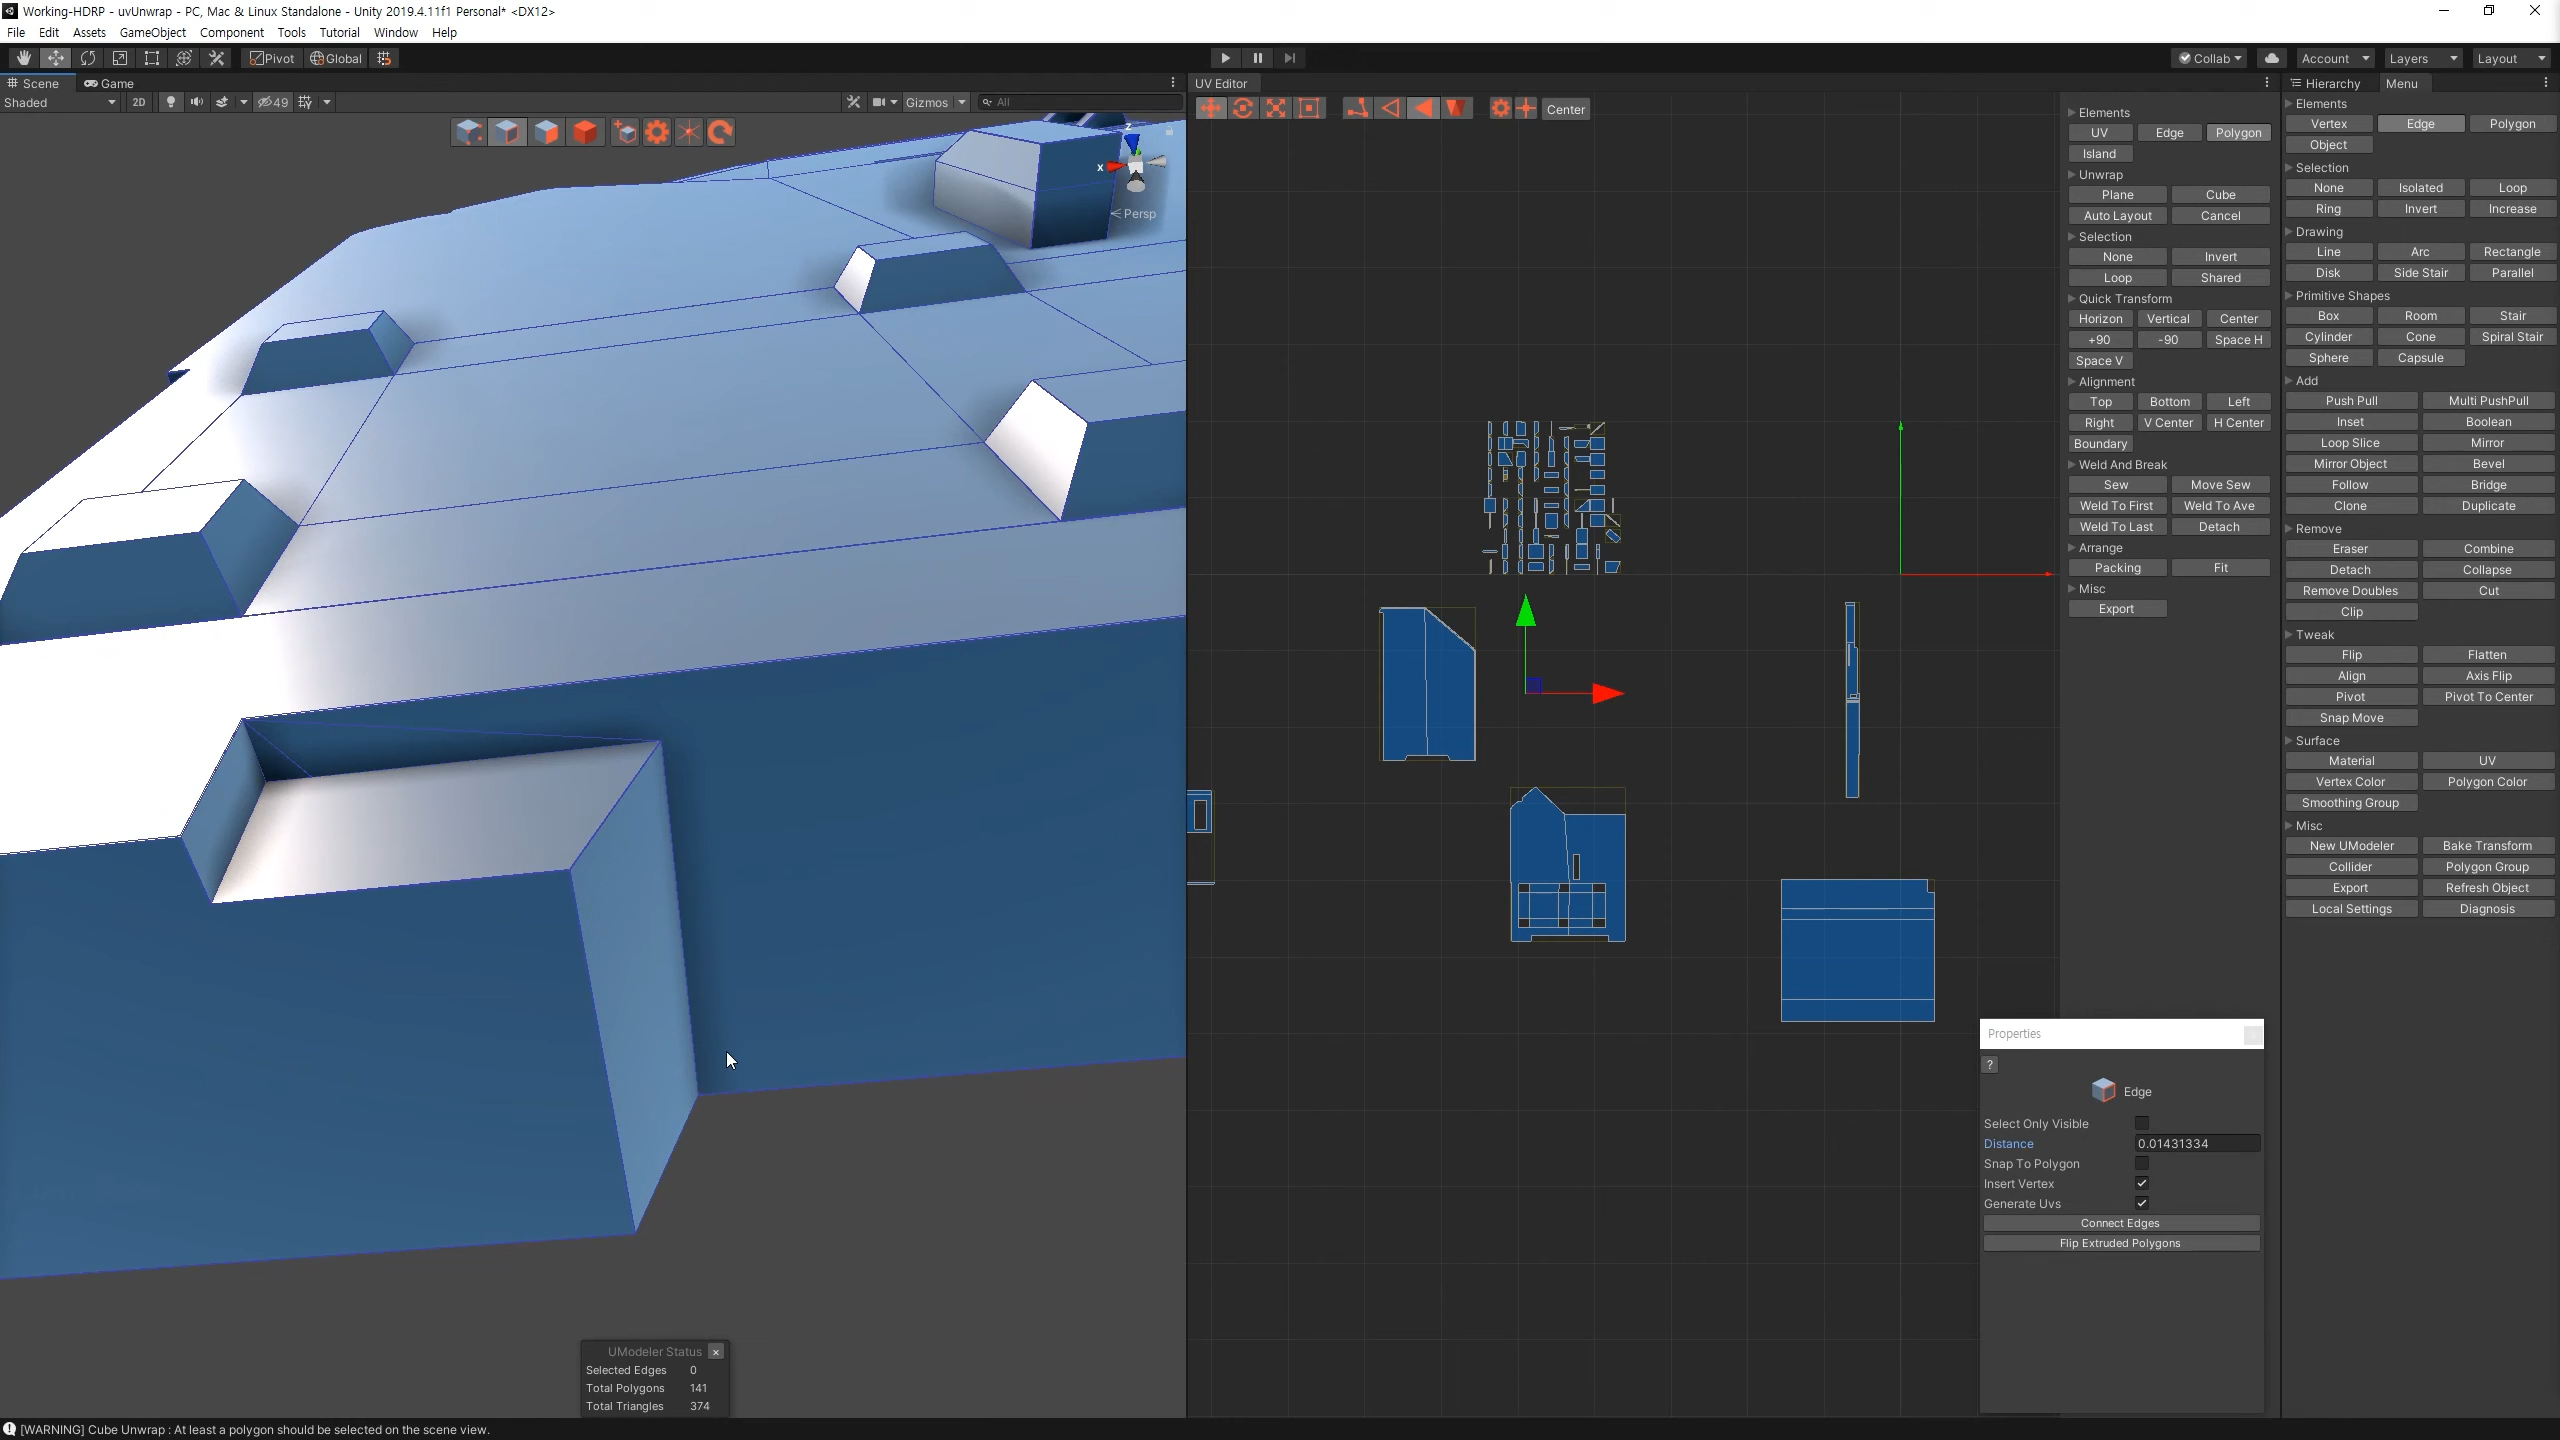 Working-HDRP - uvUnwrap - PC, Mac & Linux Standalone - Unity 2019.4.11f1 Personal* <DX12>
File Edit Assets GameObject Component Tools Tutorial Window Help
Pivot Global
Collab Account Layers Layout
Scene Game
Shaded 2D 49 Gizmos All
z
x
Persp
UV Editor
Center
Elements
UV Edge Polygon
Island
Unwrap
Plane Cube
Auto Layout Cancel
Selection
None Invert
Loop Shared
Quick Transform
Horizon Vertical Center
+90 -90 Space H
Space V
Alignment
Top Bottom Left
Right V Center H Center
Boundary
Weld And Break
Sew Move Sew
Weld To First Weld To Ave
Weld To Last Detach
Arrange
Packing Fit
Misc
Export
Hierarchy Menu
Elements
Vertex Edge Polygon
Object
Selection
None Isolated Loop
Ring Invert Increase
Drawing
Line Arc Rectangle
Disk Side Stair Parallel
Primitive Shapes
Box Room Stair
Cylinder Cone Spiral Stair
Sphere Capsule
Add
Push Pull Multi PushPull
Inset Boolean
Loop Slice Mirror
Mirror Object Bevel
Follow Bridge
Clone Duplicate
Remove
Eraser Combine
Detach Collapse
Remove Doubles Cut
Clip
Tweak
Flip Flatten
Align Axis Flip
Pivot Pivot To Center
Snap Move
Surface
Material UV
Vertex Color Polygon Color
Smoothing Group
Misc
New UModeler Bake Transform
Collider Polygon Group
Export Refresh Object
Local Settings Diagnosis
Properties
?
Edge
Select Only Visible
Distance 0.01431334
Snap To Polygon
Insert Vertex
Generate Uvs
Connect Edges
Flip Extruded Polygons
UModeler Status ×
Selected Edges 0
Total Polygons 141
Total Triangles 374
[WARNING] Cube Unwrap : At least a polygon should be selected on the scene view.